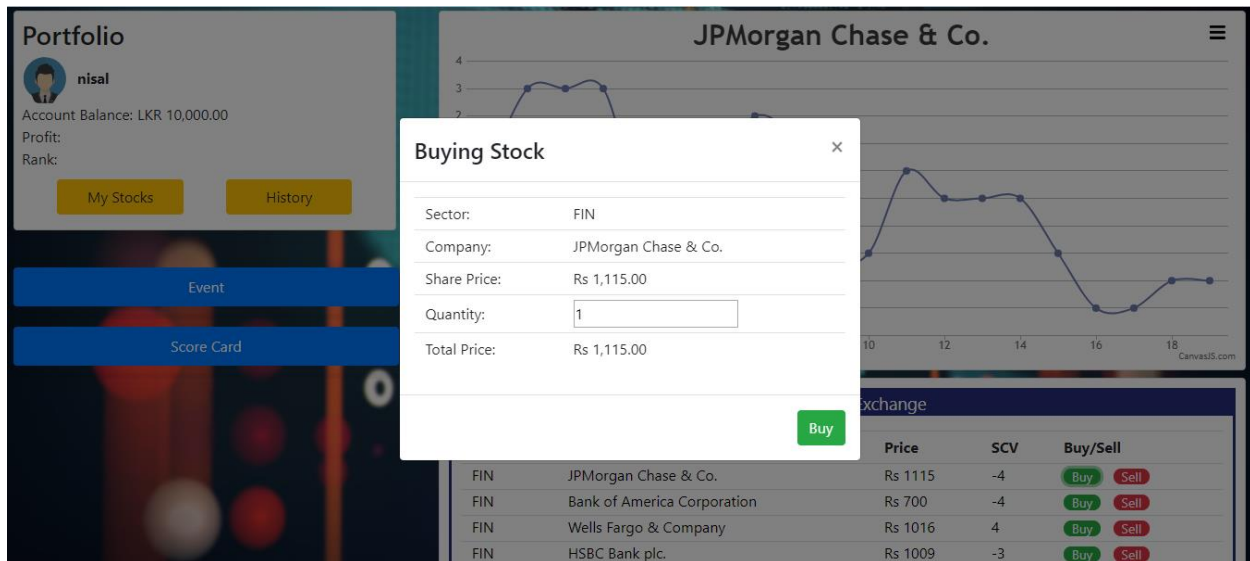 Portfolio
nisal
Account Balance: LKR 10,000.00
Profit:
Rank:
My Stocks History
Event
Score Card
JPMorgan Chase & Co.
4
3
2
10 12 14 16 18
CanvasJS.com
Buying Stock ×
Sector: FIN
Company: JPMorgan Chase & Co.
Share Price: Rs 1,115.00
Quantity: 1
Total Price: Rs 1,115.00
Buy
Exchange
Price SCV Buy/Sell
FIN JPMorgan Chase & Co. Rs 1115 -4 Buy Sell
FIN Bank of America Corporation Rs 700 -4 Buy Sell
FIN Wells Fargo & Company Rs 1016 4 Buy Sell
FIN HSBC Bank plc. Rs 1009 -3 Buy Sell